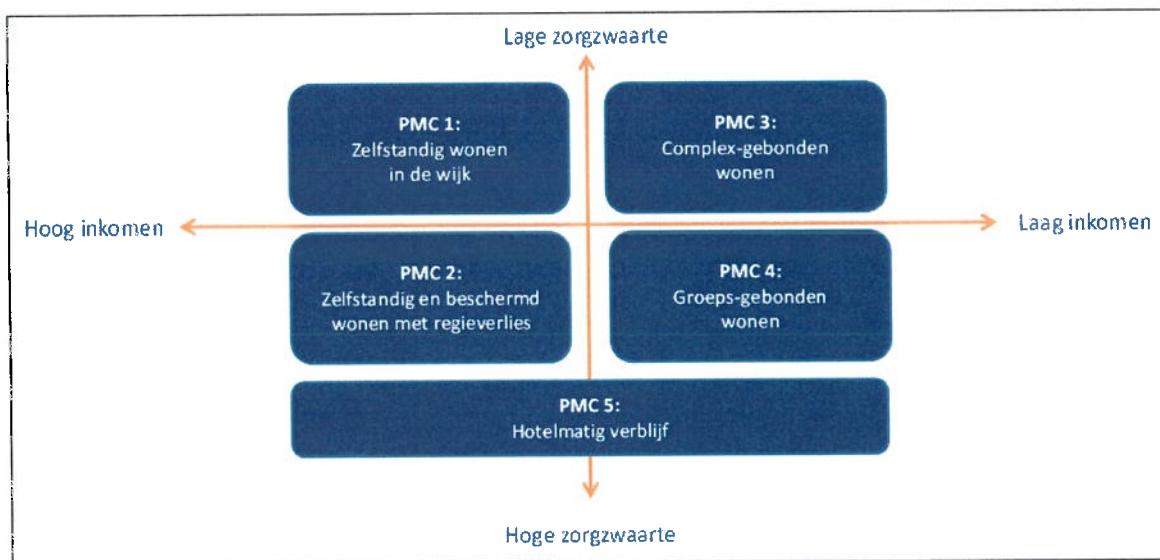 Lage zorgzwaarte
PMC 1:
Zelfstandig wonen
in de wijk
PMC 3:
Complex-gebonden
wonen
Hoog inkomen
Laag inkomen
PMC 2:
Zelfstandig en beschermd
wonen met regieverlies
PMC 4:
Groeps-gebonden
wonen
PMC 5:
Hotelmatig verblijf
Hoge zorgzwaarte